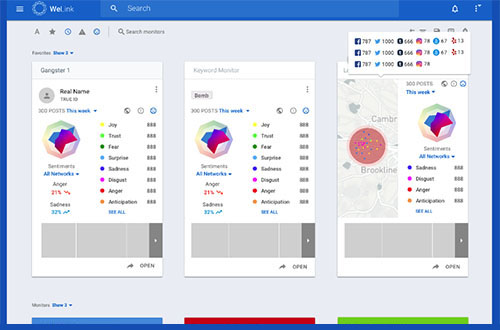 WeLink
Search
Search monitors
Favorites Show 3
Gangster 1
Real Name
TRUE ID
300 POSTS This week
Joy 888
Trust 888
Fear 888
Surprise 888
Sadness 888
Disgust 888
Anger 888
Anticipation 888
SEE ALL
Sentiments
All Networks
Anger
21%
Sadness
32%
OPEN
Keyword Monitor
Bomb
300 POSTS This week
Joy 888
Trust 888
Fear 888
Surprise 888
Sadness 888
Disgust 888
Anger 888
Anticipation 888
SEE ALL
Sentiments
All Networks
Anger
21%
Sadness
32%
OPEN
787 1000 666 78 67 13
787 1000 666 78 67 13
787 1000 666 78
300 POSTS
This week
Cambr
Brookline
Sentiments
All Networks
Sadness 888
Disgust 888
Anger 888
Anticipation 888
SEE ALL
OPEN
Monitors Show 3